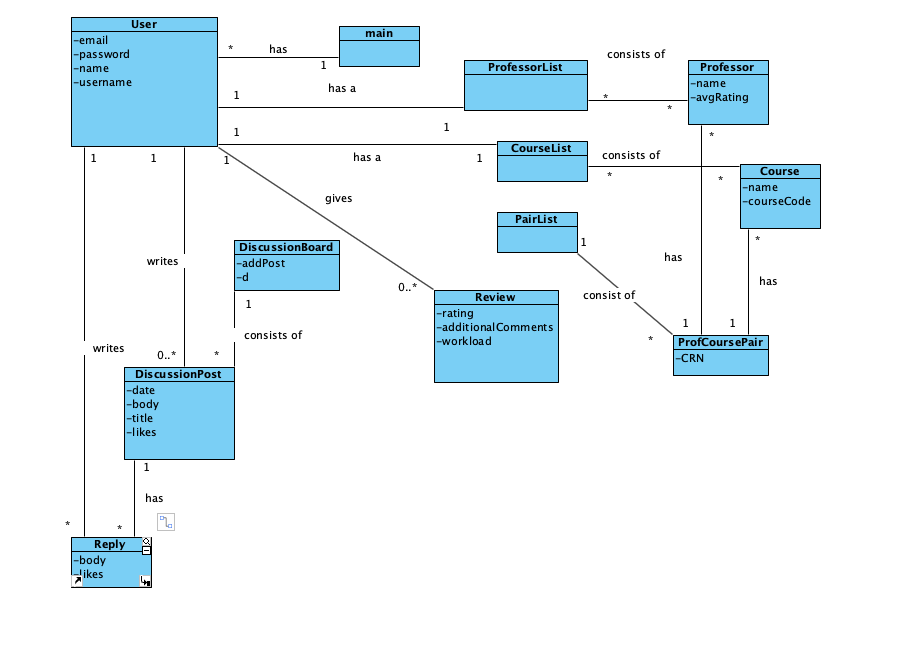 User
-email
-password
-name
-username
* has 1
main
1 has a 1
ProfessorList
consists of
* *
Professor
-name
-avgRating
1 has a 1
CourseList
consists of
* *
Course
-name
-courseCode
1 gives 0..*
PairList
1
consist of
*
* has 1
* has 1
ProfCoursePair
-CRN
Review
-rating
-additionalComments
-workload
DiscussionBoard
-addPost
-d
1
consists of
*
1 writes 0..*
1 writes *
DiscussionPost
-date
-body
-title
-likes
1
has
*
Reply
-body
-likes